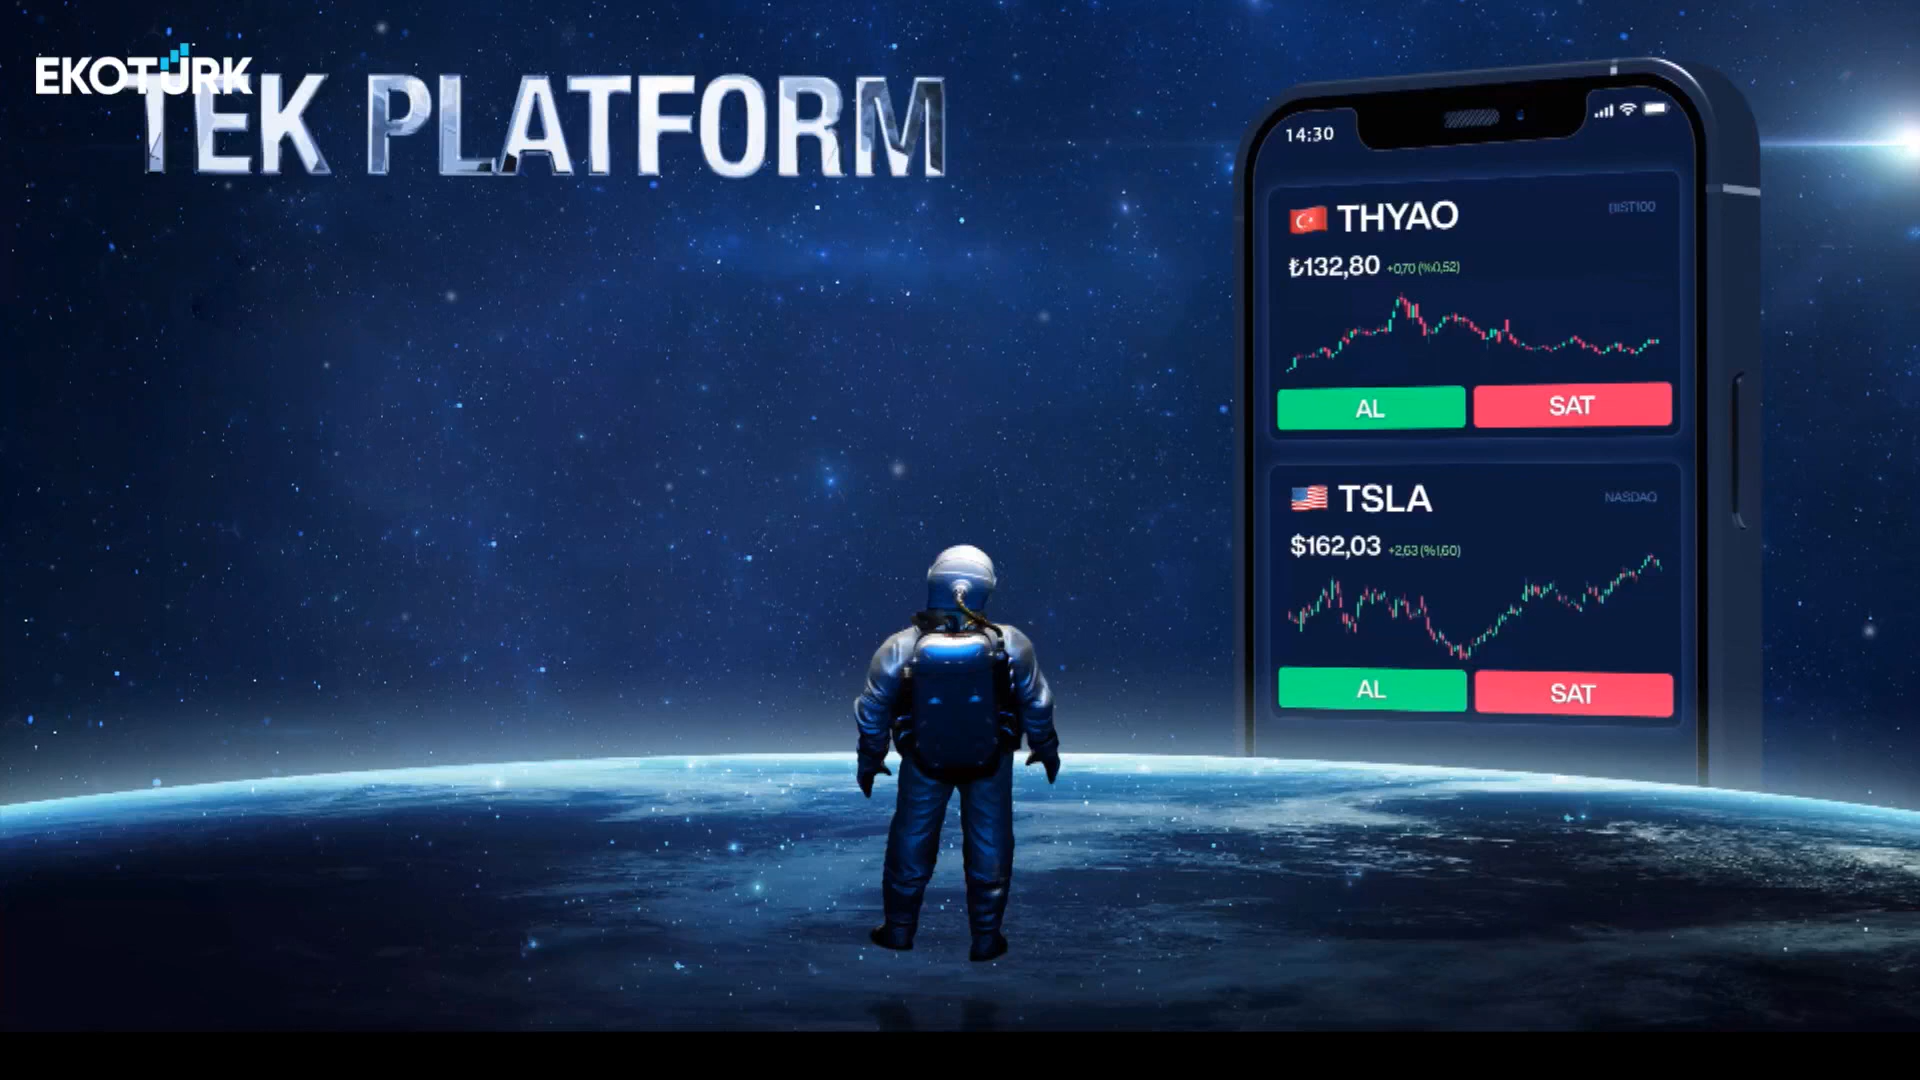 EKOTÜRK
TEK PLATFORM
14:30
THYAO
BIST100
₺132,80 +0,70 (%0,52)
AL
SAT
TSLA
NASDAQ
$162,03 +2,63 (%1,60)
AL
SAT